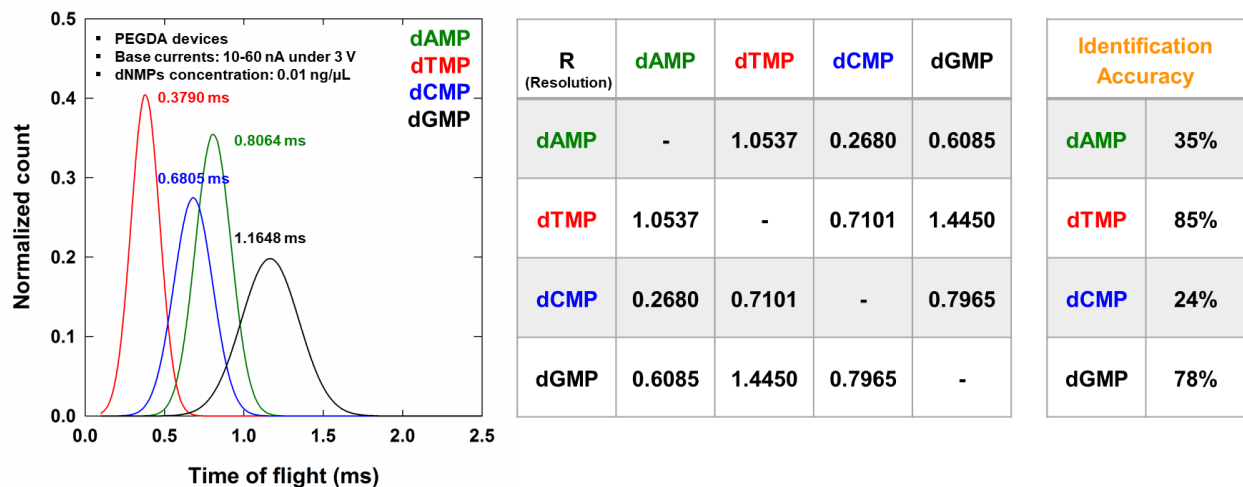 ▪ PEGDA devices
▪ Base currents: 10-60 nA under 3 V
▪ dNMPs concentration: 0.01 ng/µL
dAMP
dTMP
dCMP
dGMP
0.3790 ms
0.8064 ms
0.6805 ms
1.1648 ms
Normalized count
0.5
0.4
0.3
0.2
0.1
0.0
0.0 0.5 1.0 1.5 2.0 2.5
Time of flight (ms)
R (Resolution) dAMP dTMP dCMP dGMP
dAMP - 1.0537 0.2680 0.6085
dTMP 1.0537 - 0.7101 1.4450
dCMP 0.2680 0.7101 - 0.7965
dGMP 0.6085 1.4450 0.7965 -
Identification
Accuracy
dAMP 35%
dTMP 85%
dCMP 24%
dGMP 78%